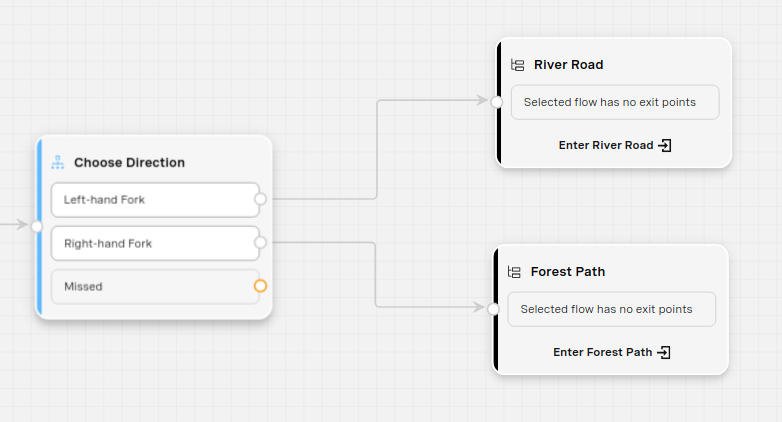 Choose Direction
Left-hand Fork
Right-hand Fork
Missed
River Road
Selected flow has no exit points
Enter River Road
Forest Path
Selected flow has no exit points
Enter Forest Path